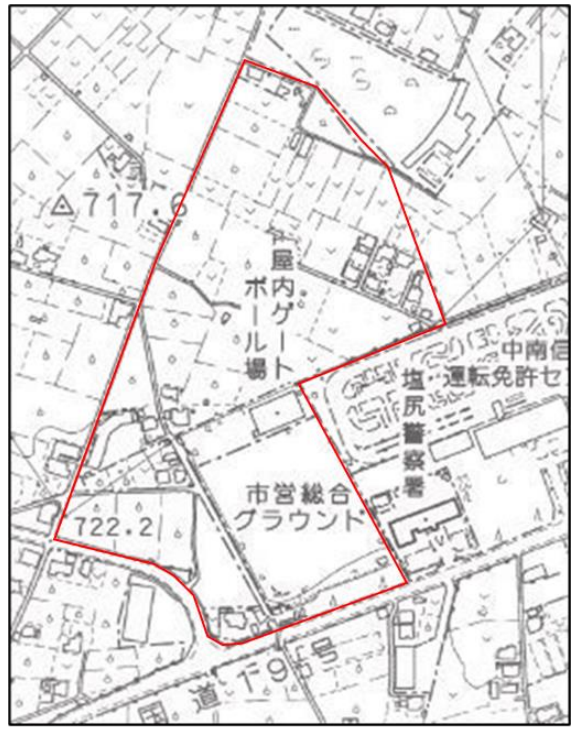 717.6
屋内ゲート
ボール場
中南信
運転免許セ
塩尻警察署
市営総合
グラウンド
722.2
国道19号